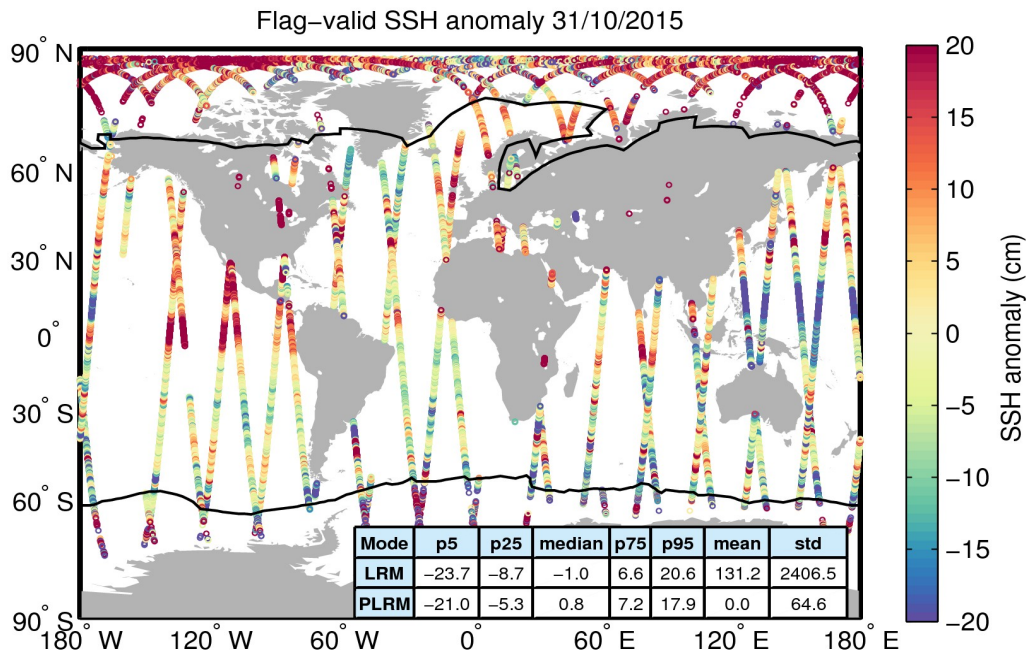 Flag−valid SSH anomaly 31/10/2015
90° N
60° N
30° N
0°
30° S
60° S
90° S
180° W
120° W
60° W
0°
60° E
120° E
180° E
Mode p5 p25 median p75 p95 mean std
LRM −23.7 −8.7 −1.0 6.6 20.6 131.2 2406.5
PLRM −21.0 −5.3 0.8 7.2 17.9 0.0 64.6
20
15
10
5
0
−5
−10
−15
−20
SSH anomaly (cm)